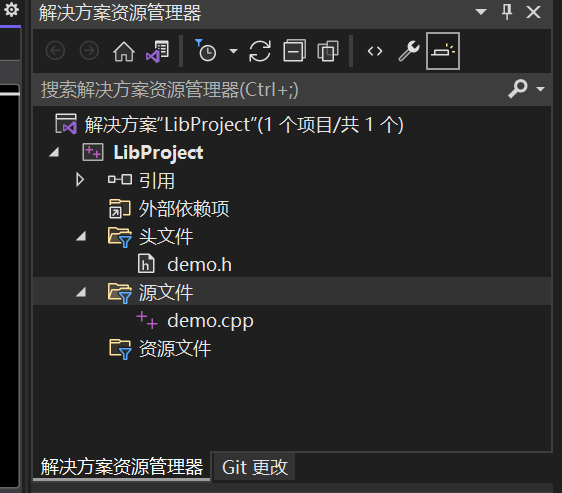 解决方案资源管理器
搜索解决方案资源管理器(Ctrl+;)
解决方案“LibProject”(1 个项目/共 1 个)
LibProject
引用
外部依赖项
头文件
demo.h
源文件
demo.cpp
资源文件
解决方案资源管理器 Git 更改